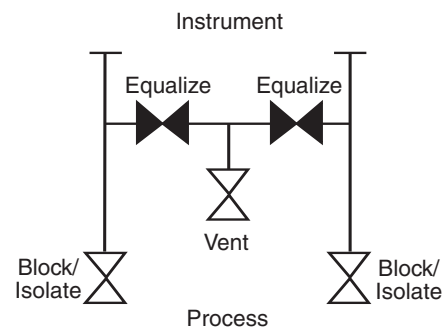 Instrument
Equalize
Equalize
Vent
Block/
Isolate
Block/
Isolate
Process